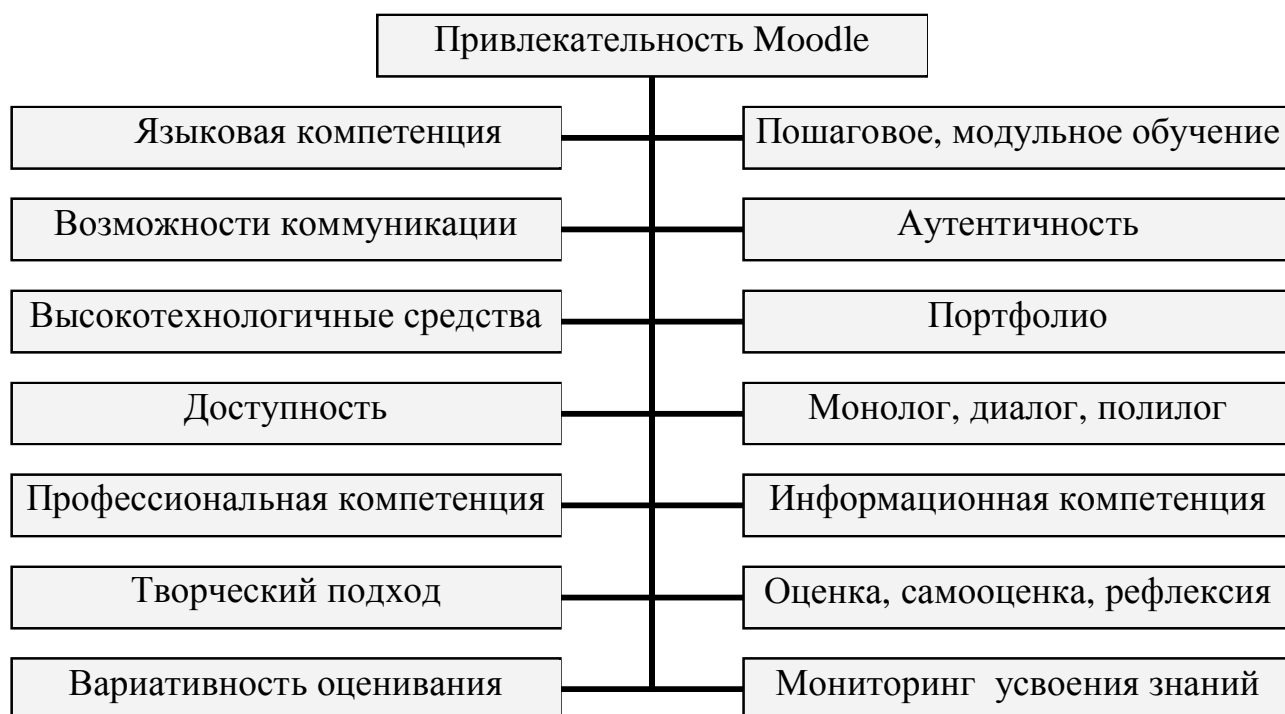 Привлекательность Moodle
Языковая компетенция
Пошаговое, модульное обучение
Возможности коммуникации
Аутентичность
Высокотехнологичные средства
Портфолио
Доступность
Монолог, диалог, полилог
Профессиональная компетенция
Информационная компетенция
Творческий подход
Оценка, самооценка, рефлексия
Вариативность оценивания
Мониторинг усвоения знаний